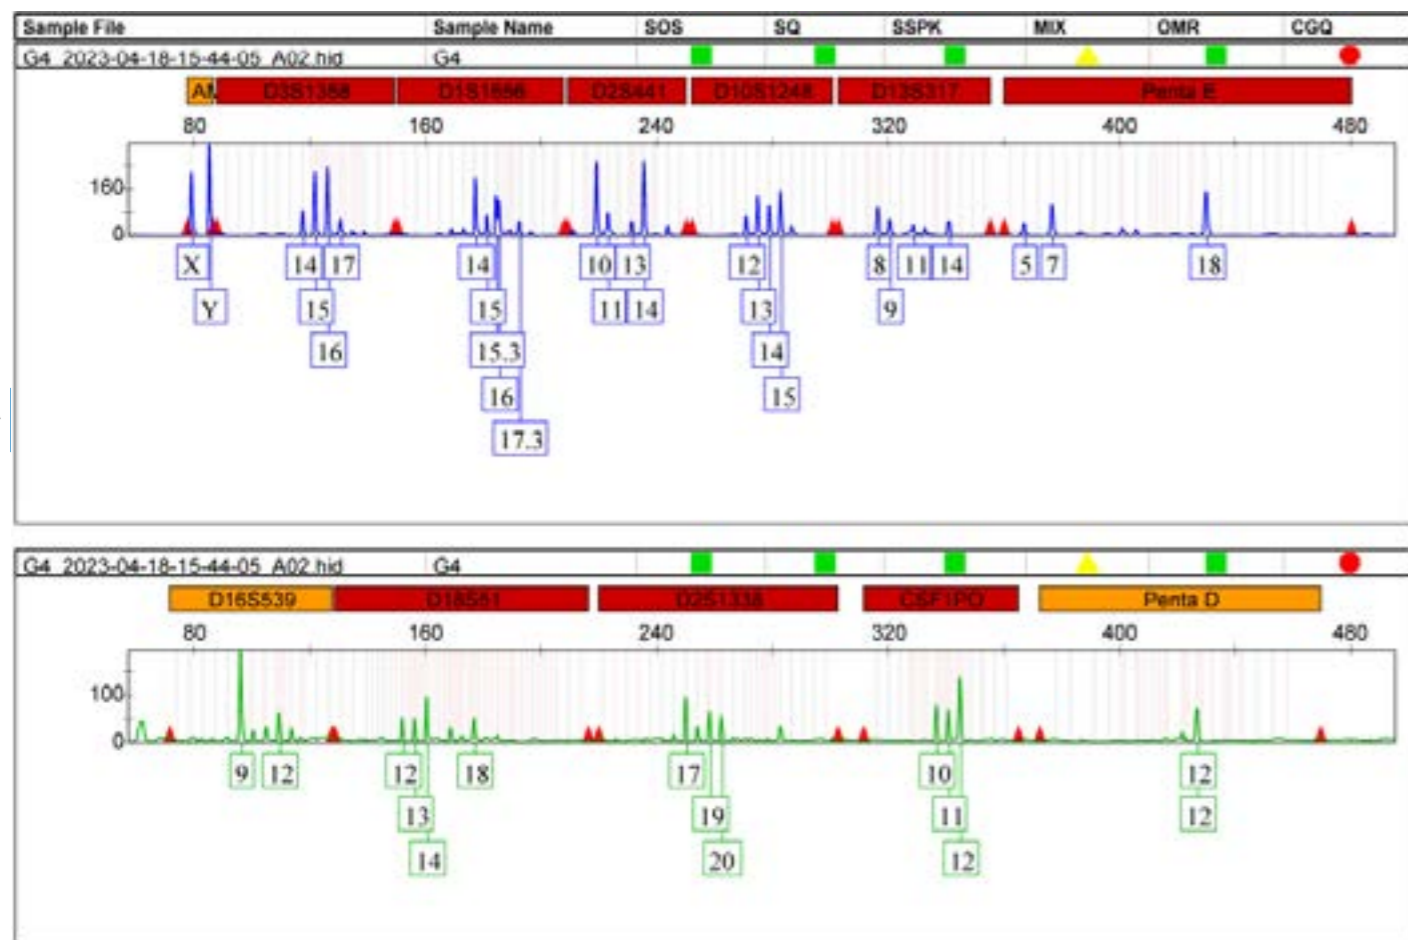 Sample File Sample Name SOS SQ SSPK MIX OMR CGQ
G4_2023-04-18-15-44-05_A02.hid G4
AM D3S1358 D1S1656 D2S441 D10S1248 D13S317 Penta E
80 160 240 320 400 480
160
0
X 14 17 14 10 13 12 8 11 14 5 7 18
Y 15 15 11 14 13 9
16 15.3 14
16 15
17.3
G4_2023-04-18-15-44-05_A02.hid G4
D16S539 D18S51 D2S1338 CSF1PO Penta D
80 160 240 320 400 480
100
0
9 12 12 18 17 10 12
13 19 11 12
14 20 12